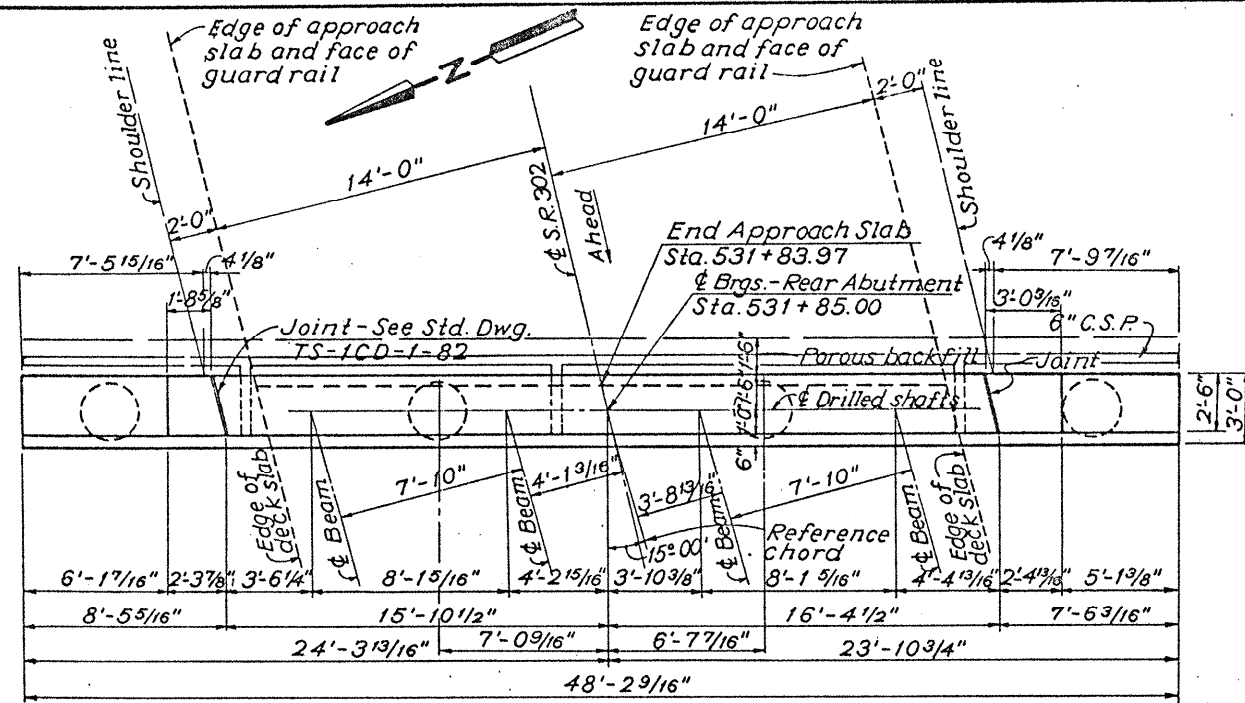 Edge of approach
slab and face of
guard rail
Edge of approach
slab and face of
guard rail
N
2'-0"
Shoulder line
Shoulder line
14'-0"
14'-0"
2'-0"
℄ S.R.302
Ahead
End Approach Slab
Sta.531+83.97
℄ Brgs.-Rear Abutment
Sta.531+85.00
7'-5 15/16"
4 1/8"
1'-8 5/8"
4 1/8"
7'-9 7/16"
3'-0 3/16"
6" C.S.P.
Joint-See Std. Dwg.
TS-1CD-1-82
Porous backfill
Joint
℄ Drilled shafts
6" 1'-0" 1'-6" 1'-6"
2'-6"
3'-0"
Edge of
deck slab
℄ Beam
7'-10"
℄ Beam
4'-1 3/16"
3'-8 13/16"
℄ Beam
7'-10"
℄ Beam
Edge of
deck slab
15°00'
Reference
chord
6'-1 7/16"
2'-3 7/8"
3'-6 1/4"
8'-1 5/16"
4'-2 15/16"
3'-10 3/8"
8'-1 5/16"
4'-4 13/16"
2'-4 13/16"
5'-1 3/8"
8'-5 5/16"
15'-10 1/2"
16'-4 1/2"
7'-6 3/16"
24'-3 13/16"
7'-0 9/16"
6'-7 7/16"
23'-10 3/4"
48'-2 9/16"